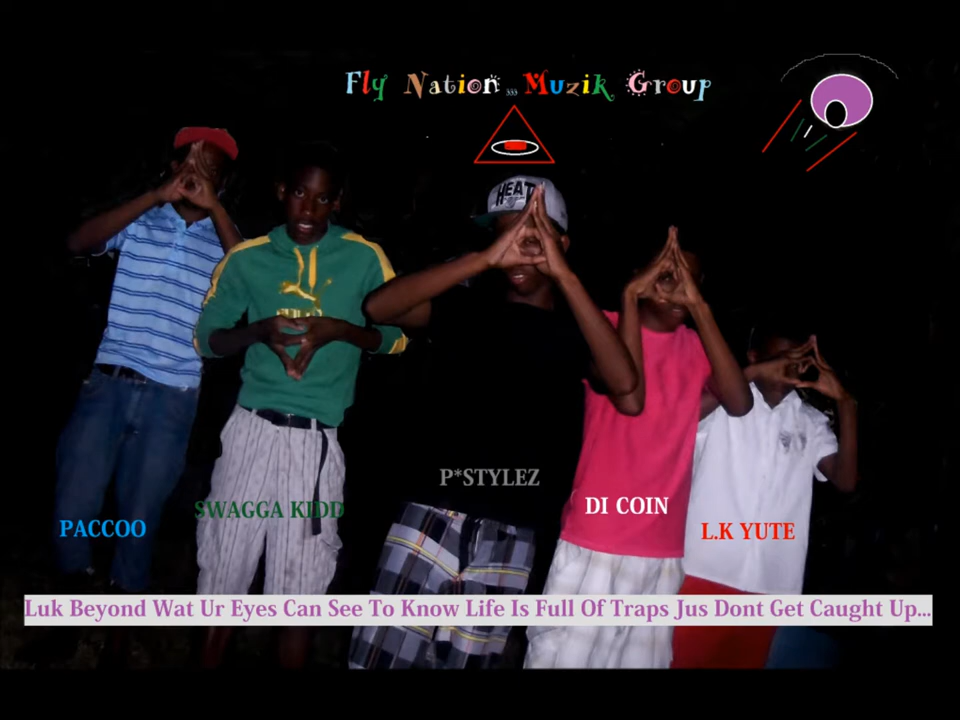 Fly Nation 333 Muzik Group
HEAT
P*STYLEZ
DI COIN
SWAGGA KIDD
PACCOO
L.K YUTE
Luk Beyond Wat Ur Eyes Can See To Know Life Is Full Of Traps Jus Dont Get Caught Up...